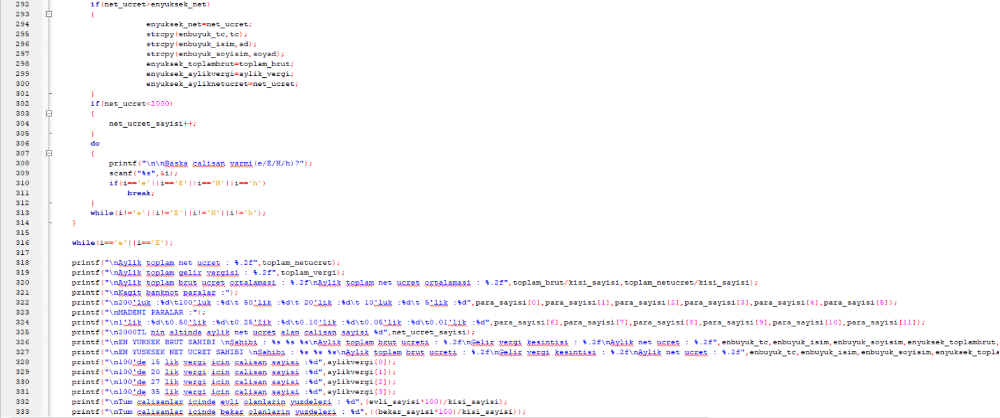 292 if(net_ucret>enyuksek_net)
293 {
294 enyuksek_net=net_ucret;
295 strcpy(enbuyuk_tc,tc);
296 strcpy(enbuyuk_isim,ad);
297 strcpy(enbuyuk_soyisim,soyad);
298 enyuksek_toplambrut=toplam_brut;
299 enyuksek_aylikvergi=aylik_vergi;
300 enyuksek_ayliknetucret=net_ucret;
301 }
302 if(net_ucret<2000)
303 {
304 net_ucret_sayisi++;
305 }
306 do
307 {
308 printf("\n\nBaska calisan varmi(e/E/H/h)?");
309 scanf("%s",&i);
310 if(i=='e'||i=='E'||i=='H'||i=='h')
311 break;
312 }
313 while(i!='e'||i!='E'||i!='H'||i!='h');
314 }
315
316 while(i=='e'||i=='E');
317
318 printf("\nAylik toplam net ucret : %.2f",toplam_netucret);
319 printf("\nAylik toplam gelir vergisi : %.2f",toplam_vergi);
320 printf("\nAylik toplam brut ucret ortalamasi : %.2f\nAylik toplam net ucret ortalamasi : %.2f",toplam_brut/kisi_sayisi,toplam_netucret/kisi_sayisi);
321 printf("\nKagit banknot paralar :");
322 printf("\n200'luk :%d\t100'luk :%d\t 50'lik :%d\t 20'lik :%d\t 10'luk :%d\t 5'lik :%d",para_sayisi[0],para_sayisi[1],para_sayisi[2],para_sayisi[3],para_sayisi[4],para_sayisi[5]);
323 printf("\nMADENI PARALAR :");
324 printf("\n1'lik :%d\t0.50'lik :%d\t0.25'lik :%d\t0.10'lik :%d\t0.05'lik :%d\t0.01'lik :%d",para_sayisi[6],para_sayisi[7],para_sayisi[8],para_sayisi[9],para_sayisi[10],para_sayisi[11]);
325 printf("\n2000TL nin altinda aylik net ucret alan calisan sayisi %d",net_ucret_sayisi);
326 printf("\nEN YUKSEK BRUT SAHIBI \nSahibi : %s %s %s\nAylik toplam brut ucreti : %.2f\nGelir vergi kesintisi : %.2f\nAylik net ucret : %.2f",enbuyuk_tc,enbuyuk_isim,enbuyuk_soyisim,enyuksek_toplambrut,
327 printf("\nEN YUSKSEK NET UCRET SAHIBI \nSahibi : %s %s %s\nAylik toplam brut ucreti : %.2f\nGelir vergi kesintisi : %.2f\nAylik net ucret : %.2f",enbuyuk_tc,enbuyuk_isim,enbuyuk_soyisim,enyuksek_topla
328 printf("\n100'de 15 lik vergi icin calisan sayisi :%d",aylikvergi[0]);
329 printf("\n100'de 20 lik vergi icin calisan sayisi :%d",aylikvergi[1]);
330 printf("\n100'de 27 lik vergi icin calisan sayisi :%d",aylikvergi[2]);
331 printf("\n100'de 35 lik vergi icin calisan sayisi :%d",aylikvergi[3]);
332 printf("\nTum calisanlar icinde evli olanlarin yuzdeleri : %d",(evli_sayisi*100)/kisi_sayisi);
333 printf("\nTum calisanlar icinde bekar olanlarin yuzdeleri : %d",((bekar_sayisi*100)/kisi_sayisi));